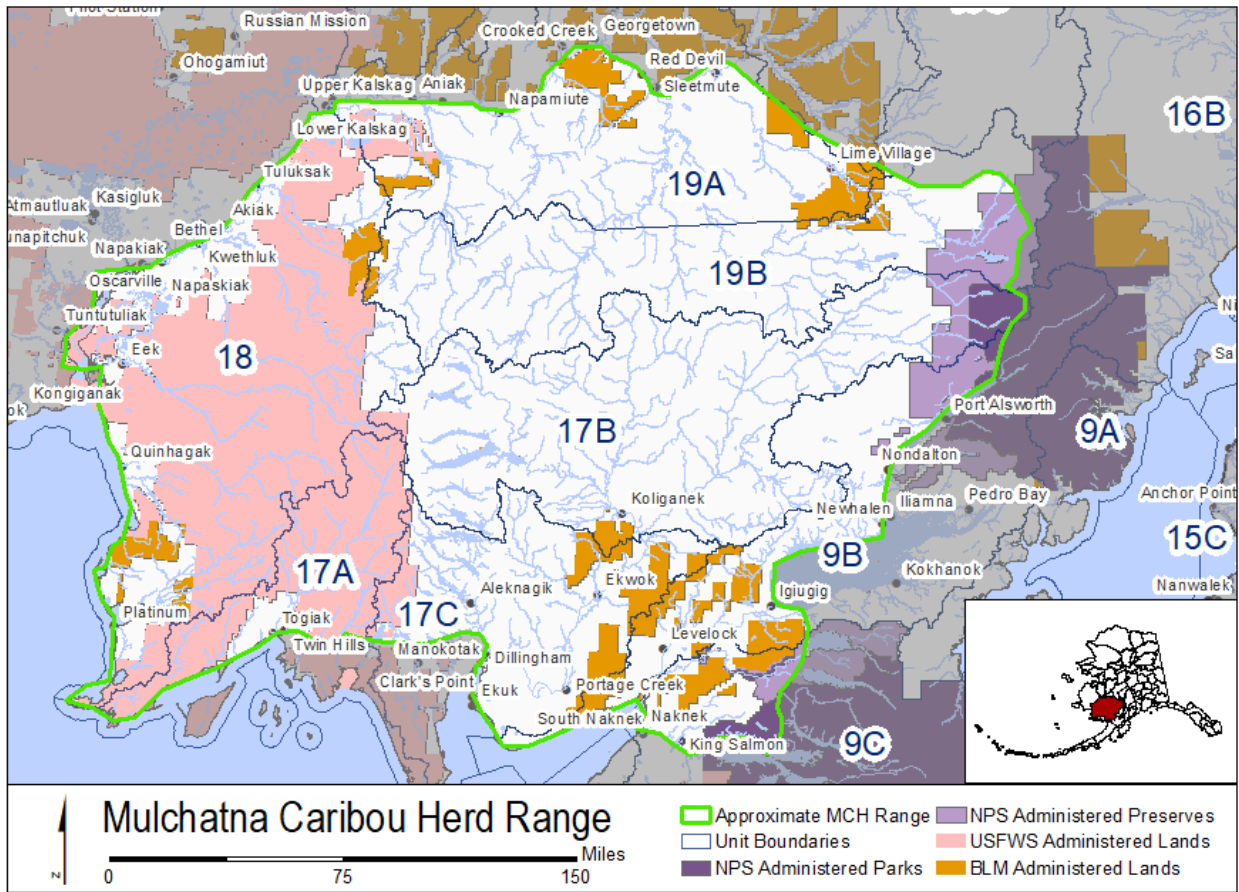 Pilot Station
Russian Mission
Georgetown
Crooked Creek
Ohogamiut
Red Devil
Upper Kalskag
Aniak
Sleetmute
Napamiute
16B
Lower Kalskag
Lime Village
Tuluksak
19A
Kasigluk
Atmautluak
Akiak
Bethel
unapitchuk
Napakiak
Kwethluk
19B
Oscarville
Napaskiak
Tuntutuliak
Eek
18
Kongiganak
ok
Port Alsworth
17B
9A
Quinhagak
Nondalton
Koliganek
Iliamna
Pedro Bay
Anchor Point
Newhalen
9B
15C
17A
Ekwok
Kokhanok
Aleknagik
Igiugig
Nanwalek
Platinum
Togiak
17C
Levelock
Twin Hills
Manokotak
Dillingham
Clark's Point
Portage Creek
Ekuk
South Naknek
Naknek
King Salmon
9C
Mulchatna Caribou Herd Range
Miles
0 75 150
z
Approximate MCH Range
Unit Boundaries
NPS Administered Parks
NPS Administered Preserves
USFWS Administered Lands
BLM Administered Lands